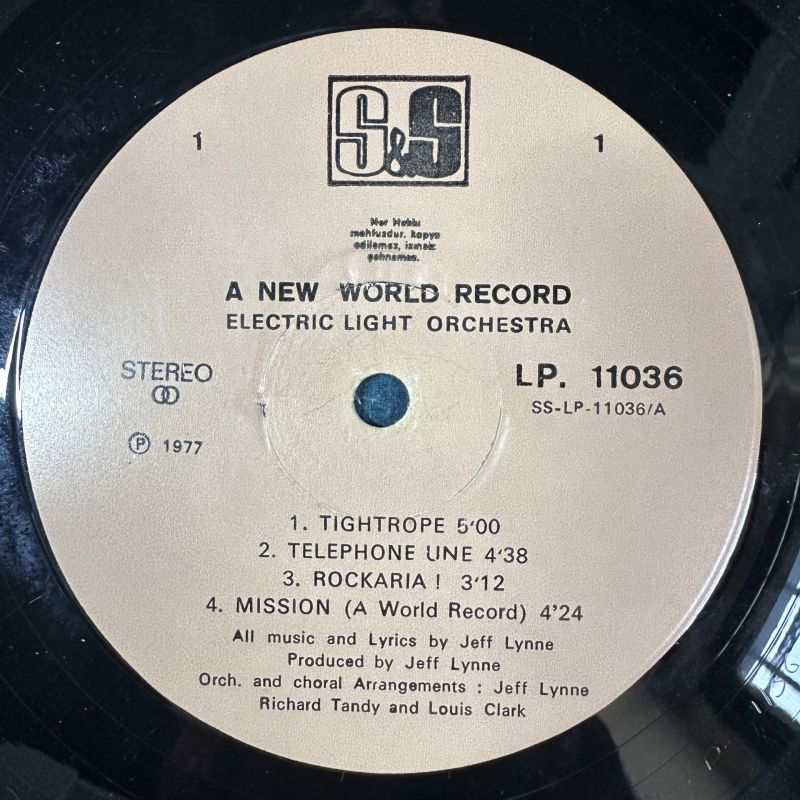 S&S
1 1
Her Hakkı
mahfuzdur. kopya
edilemez,
A NEW WORLD RECORD
ELECTRIC LIGHT ORCHESTRA
STEREO LP. 11036
SS-LP-11036/A
Ⓟ 1977
1. TIGHTROPE 5'00
2. TELEPHONE LINE 4'38
3. ROCKARIA ! 3'12
4. MISSION (A World Record) 4'24
All music and Lyrics by Jeff Lynne
Produced by Jeff Lynne
Orch. and choral Arrangements : Jeff Lynne
Richard Tandy and Louis Clark